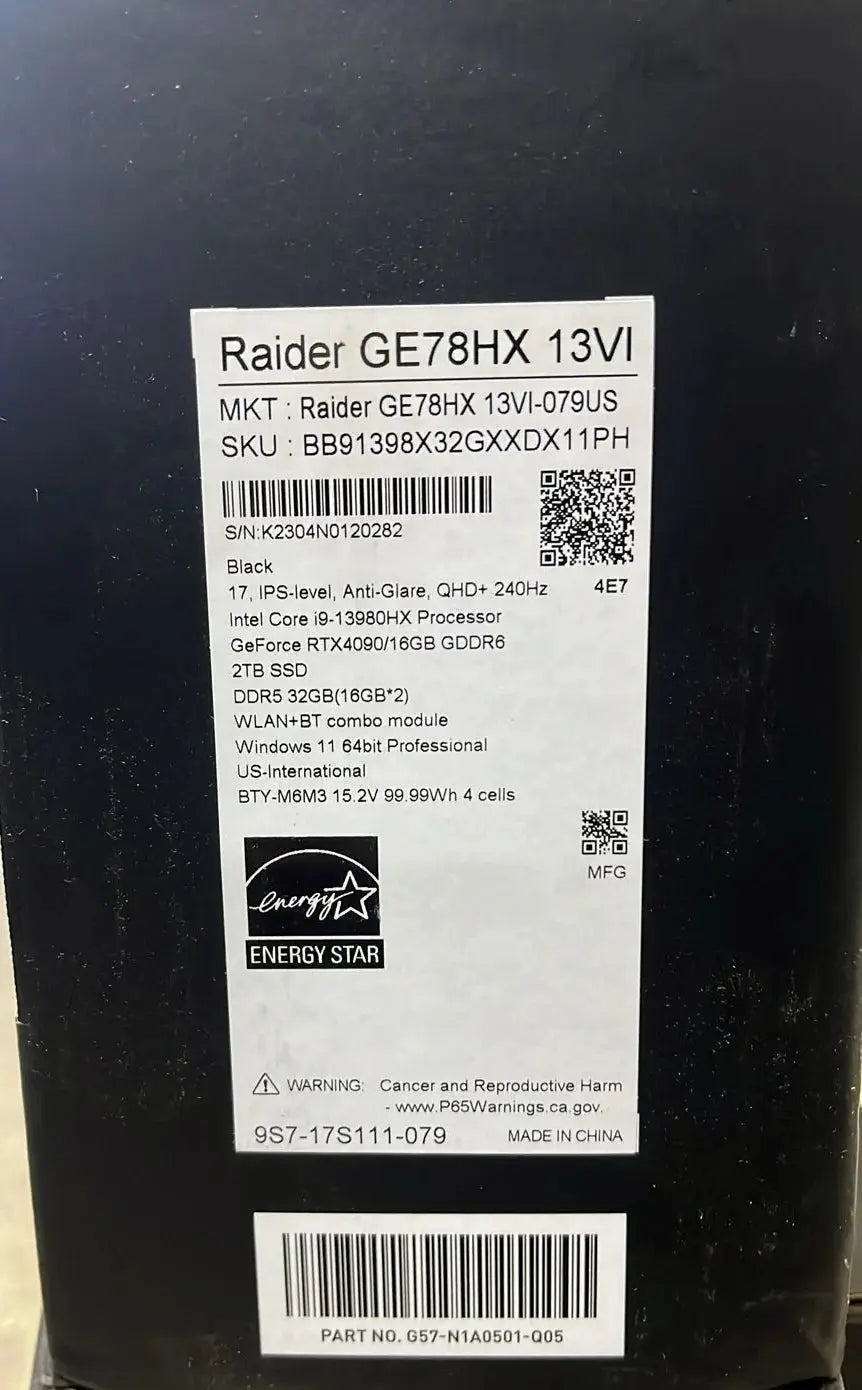 Raider GE78HX 13VI
MKT : Raider GE78HX 13VI-079US
SKU : BB91398X32GXXDX11PH
S/N:K2304N0120282
Black
17, IPS-level, Anti-Glare, QHD+ 240Hz
4E7
Intel Core i9-13980HX Processor
GeForce RTX4090/16GB GDDR6
2TB SSD
DDR5 32GB(16GB*2)
WLAN+BT combo module
Windows 11 64bit Professional
US-International
BTY-M6M3 15.2V 99.99Wh 4 cells
MFG
energy
ENERGY STAR
WARNING: Cancer and Reproductive Harm
- www.P65Warnings.ca.gov.
9S7-17S111-079
MADE IN CHINA
PART NO. G57-N1A0501-Q05